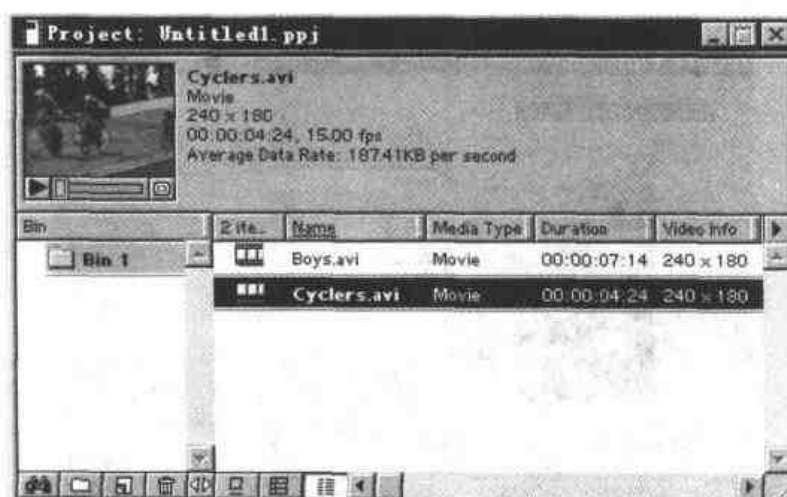 Project: Untitled1.ppj
Cyclers.avi
Movie
240 x 180
00:00:04:24, 15.00 fps
Average Data Rate: 187.41KB per second
Bin
2 ite...
Name
Media Type
Duration
Video Info
Bin 1
Boys.avi
Movie
00:00:07:14
240 x 180
Cyclers.avi
Movie
00:00:04:24
240 x 180